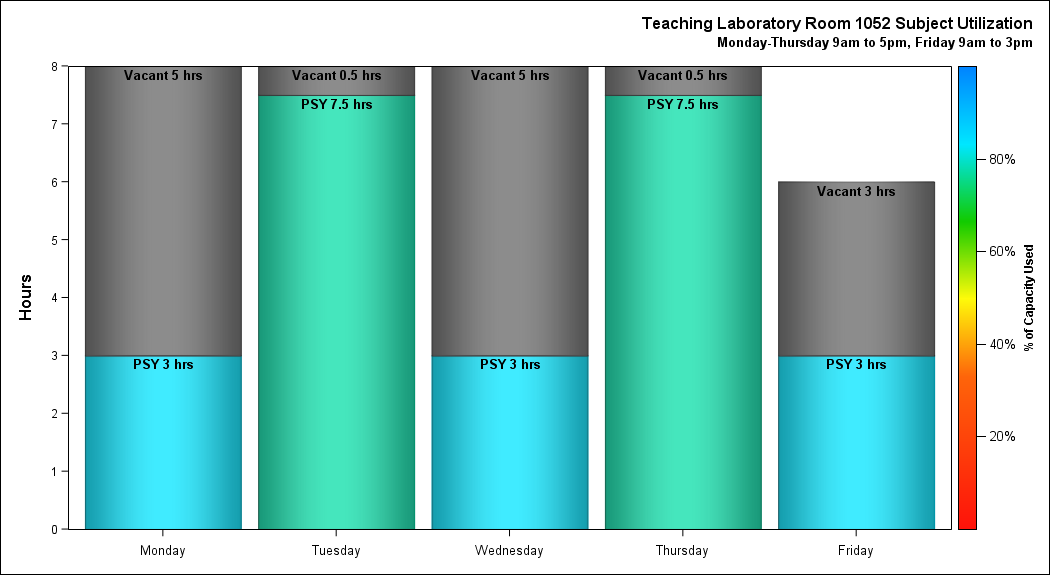 Teaching Laboratory Room 1052 Subject Utilization
Monday-Thursday 9am to 5pm, Friday 9am to 3pm
Hours
8
7
6
5
4
3
2
1
0
Vacant 5 hrs
PSY 3 hrs
Vacant 0.5 hrs
PSY 7.5 hrs
Vacant 5 hrs
PSY 3 hrs
Vacant 0.5 hrs
PSY 7.5 hrs
Vacant 3 hrs
PSY 3 hrs
Monday
Tuesday
Wednesday
Thursday
Friday
80%
60%
40%
20%
% of Capacity Used